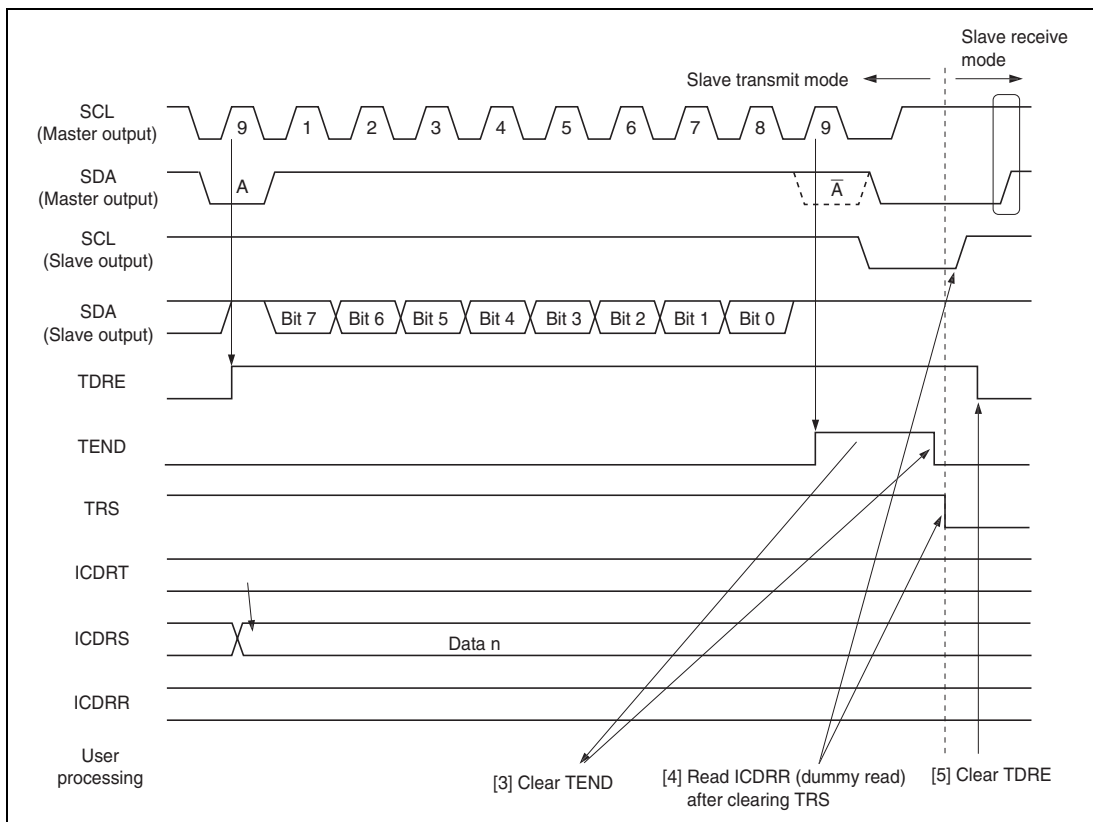 Slave receive
mode
Slave transmit mode
SCL
(Master output)
9 1 2 3 4 5 6 7 8 9
SDA
(Master output)
A A̅
SCL
(Slave output)
SDA
(Slave output)
Bit 7 Bit 6 Bit 5 Bit 4 Bit 3 Bit 2 Bit 1 Bit 0
TDRE
TEND
TRS
ICDRT
ICDRS
Data n
ICDRR
User
processing
[3] Clear TEND
[4] Read ICDRR (dummy read)
after clearing TRS
[5] Clear TDRE